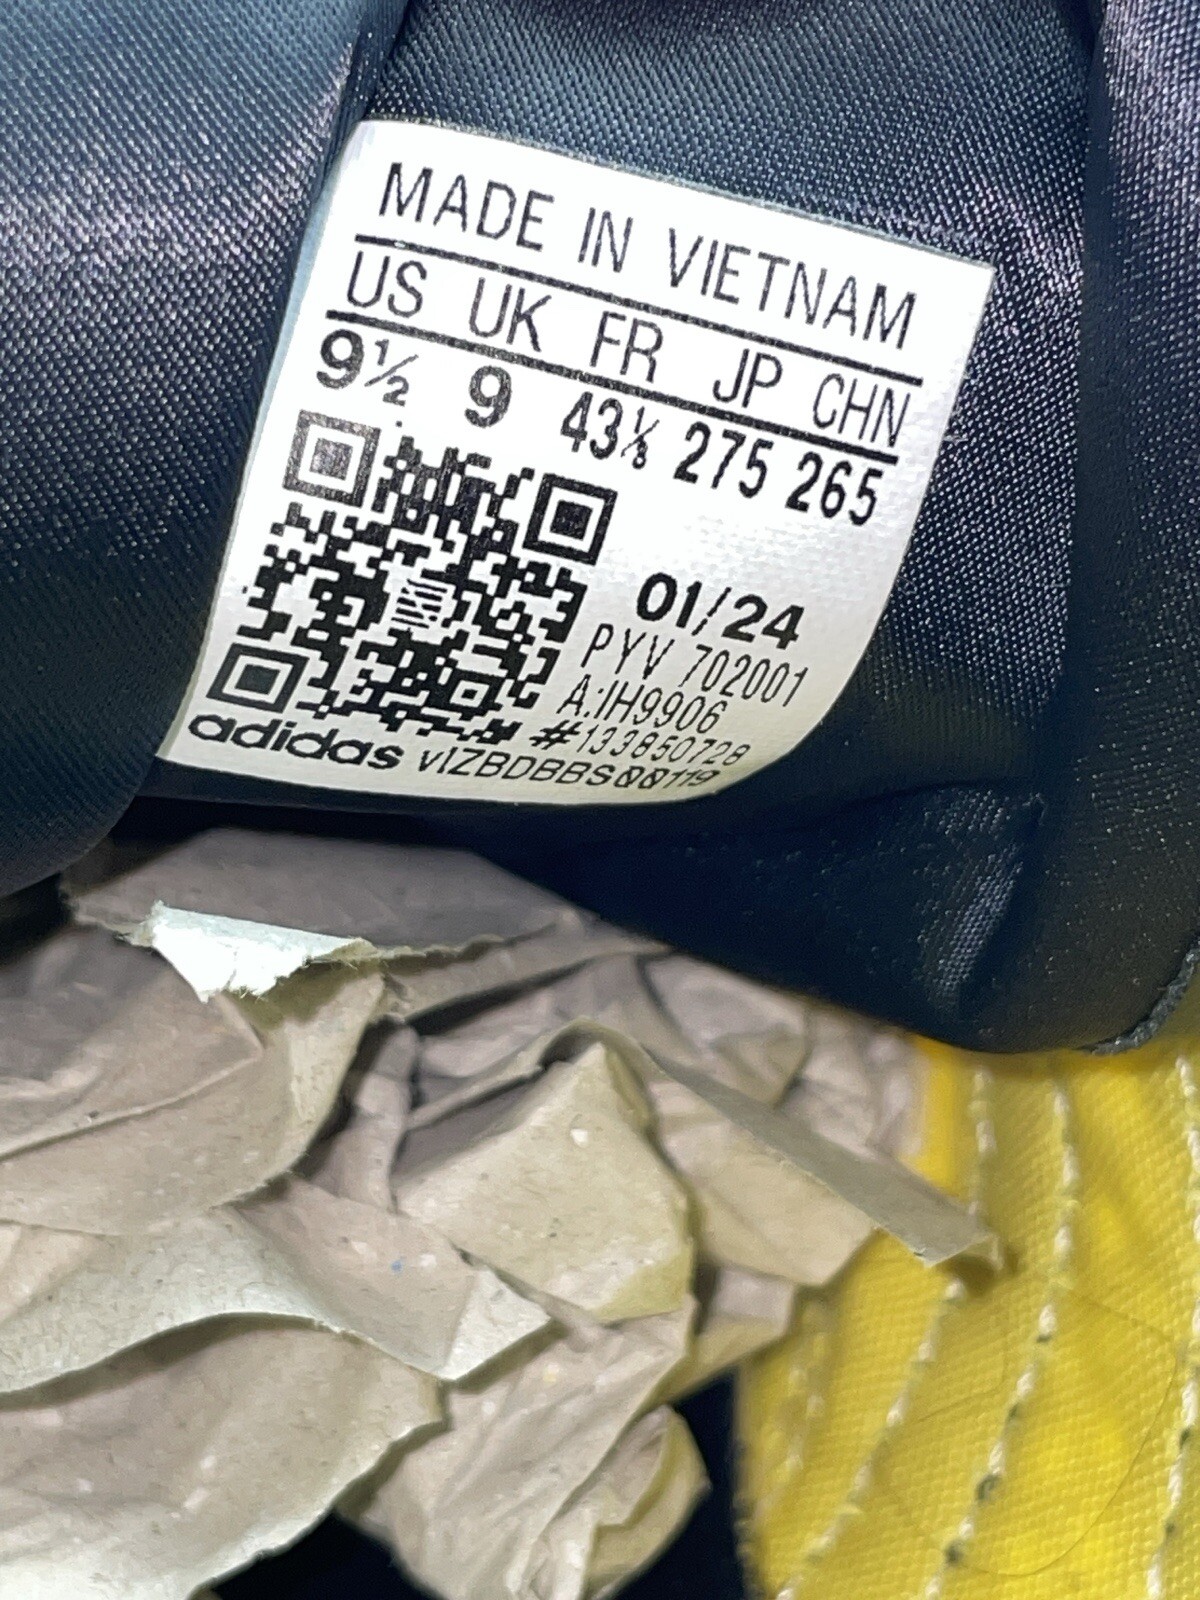 MADE IN VIETNAM
US UK FR JP CHN
9½ 9 43⅓ 275 265
01/24
PYV 702001
A:IH9906
#133850728
adidas vIZBDBBS00119